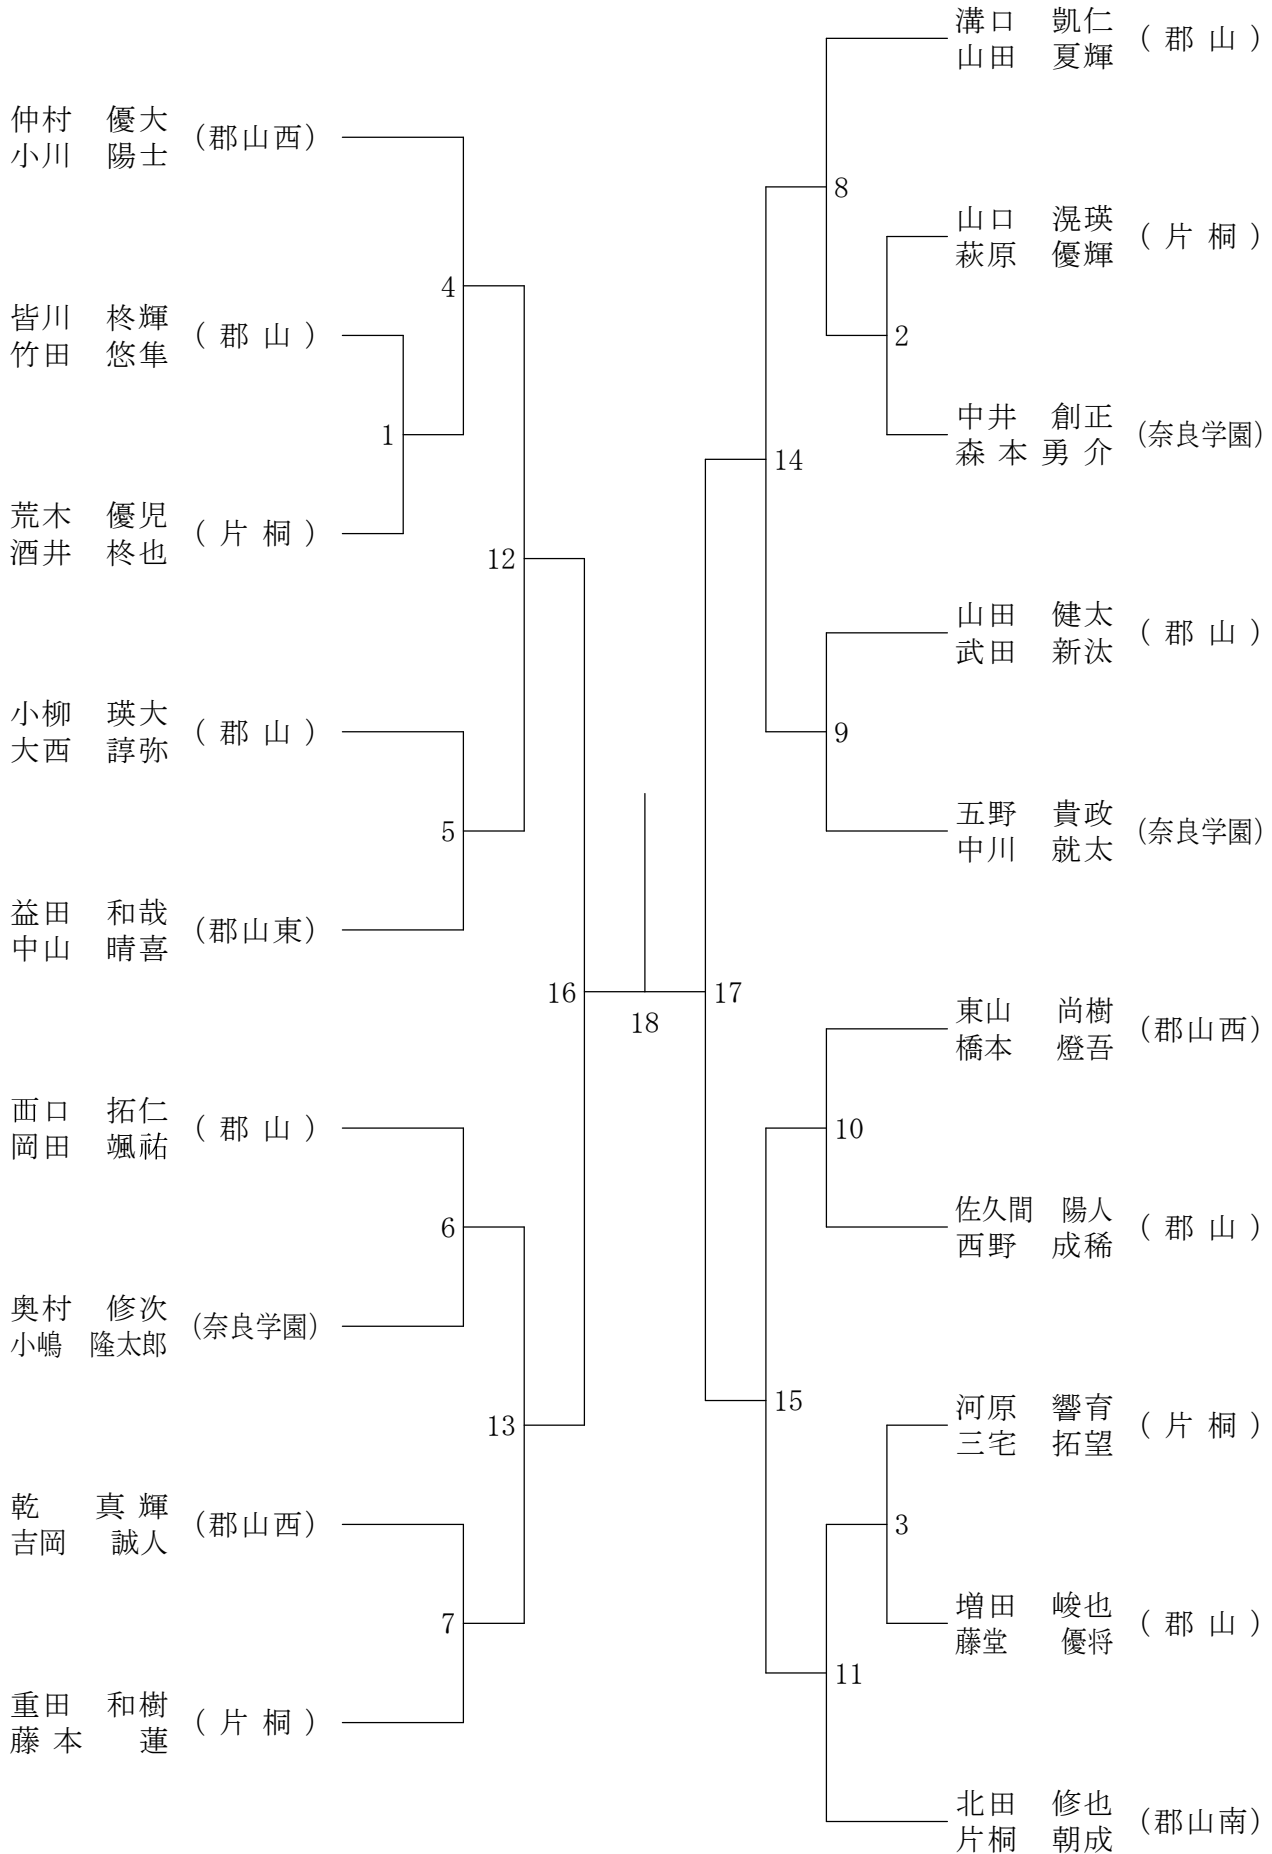 仲村 優大
小川 陽士
(郡山西)
皆川 柊輝
竹田 悠隼
(郡山)
荒木 優児
酒井 柊也
(片桐)
小柳 瑛大
大西 諄弥
(郡山)
益田 和哉
中山 晴喜
(郡山東)
西口 拓仁
岡田 颯祐
(郡山)
奥村 修次
小嶋 隆太郎
(奈良学園)
乾 真輝
吉岡 誠人
(郡山西)
重田 和樹
藤本 蓮
(片桐)
4
1
12
5
16
6
13
7
18
溝口 凱仁
山田 夏輝
(郡山)
山口 滉瑛
萩原 優輝
(片桐)
中井 創正
森本勇介
(奈良学園)
山田 健太
武田 新汰
(郡山)
五野 貴政
中川 就太
(奈良学園)
東山 尚樹
橋本 燈吾
(郡山西)
佐久間 陽人
西野 成稀
(郡山)
河原 響育
三宅 拓望
(片桐)
増田 峻也
藤堂 優将
(郡山)
北田 修也
片桐 朝成
(郡山南)
8
2
14
9
17
10
15
3
11